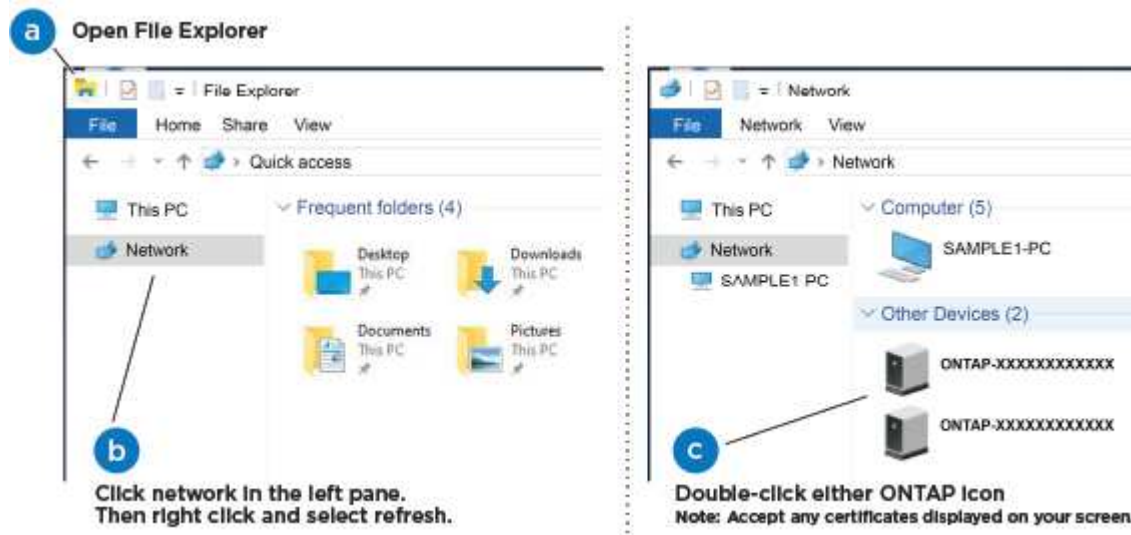 a Open File Explorer
File Explorer
File Home Share View
Quick access
This PC
Network
Frequent folders (4)
Desktop
This PC
Downloads
This PC
Documents
This PC
Pictures
This PC
b
Click network in the left pane.
Then right click and select refresh.
Network
File Network View
Network
This PC
Network
SAMPLE1 PC
Computer (5)
SAMPLE1-PC
Other Devices (2)
ONTAP-XXXXXXXXXXXX
ONTAP-XXXXXXXXXXXX
c
Double-click either ONTAP icon
Note: Accept any certificates displayed on your screen.